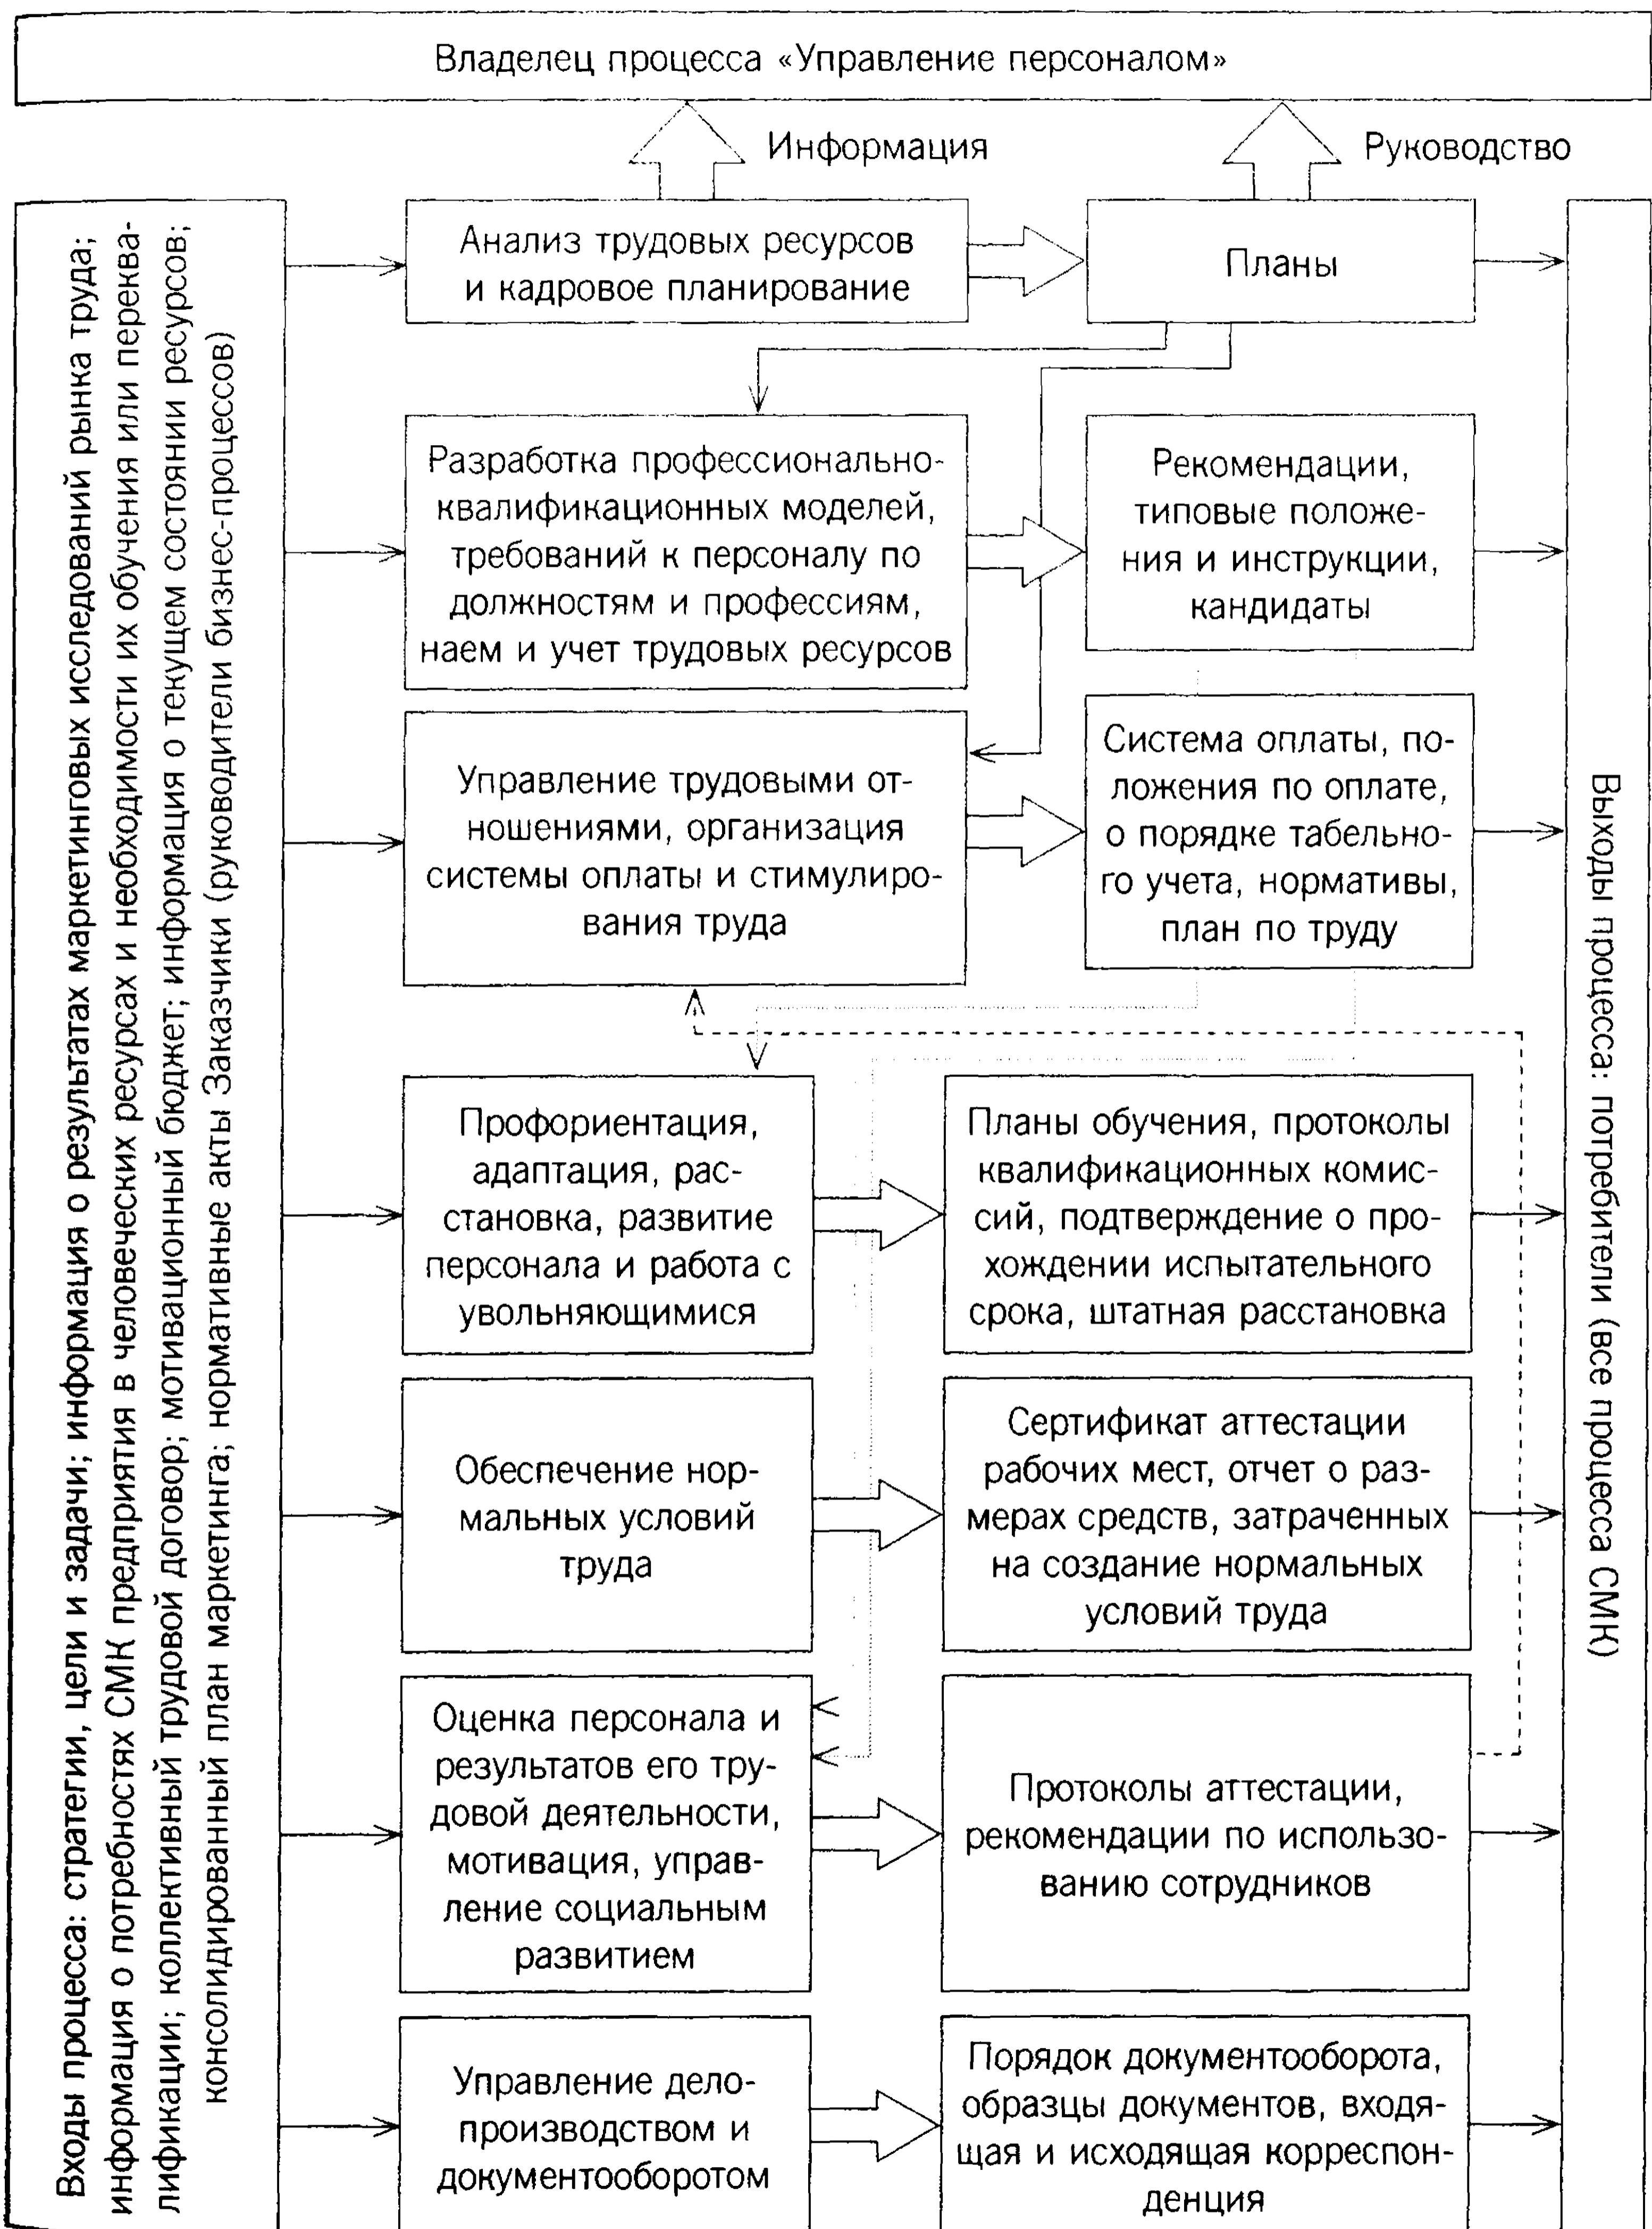 Владелец процесса «Управление персоналом»
Информация
Руководство
Входы процесса: стратегии, цели и задачи; информация о результатах маркетинговых исследований рынка труда;
информация о потребностях СМК предприятия в человеческих ресурсах и необходимости их обучения или переква-
лификации; коллективный трудовой договор; мотивационный бюджет; информация о текущем состоянии ресурсов;
консолидированный план маркетинга; нормативные акты Заказчики (руководители бизнес-процессов)
Анализ трудовых ресурсов
и кадровое планирование
Планы
Разработка профессионально-
квалификационных моделей,
требований к персоналу по
должностям и профессиям,
наем и учет трудовых ресурсов
Рекомендации,
типовые положе-
ния и инструкции,
кандидаты
Управление трудовыми от-
ношениями, организация
системы оплаты и стимулиро-
вания труда
Система оплаты, по-
ложения по оплате,
о порядке табельно-
го учета, нормативы,
план по труду
Профориентация,
адаптация, рас-
становка, развитие
персонала и работа с
увольняющимися
Планы обучения, протоколы
квалификационных комис-
сий, подтверждение о про-
хождении испытательного
срока, штатная расстановка
Обеспечение нор-
мальных условий
труда
Сертификат аттестации
рабочих мест, отчет о раз-
мерах средств, затраченных
на создание нормальных
условий труда
Оценка персонала и
результатов его тру-
довой деятельности,
мотивация, управ-
ление социальным
развитием
Протоколы аттестации,
рекомендации по использо-
ванию сотрудников
Управление дело-
производством и
документооборотом
Порядок документооборота,
образцы документов, входя-
щая и исходящая корреспон-
денция
Выходы процесса: потребители (все процесса СМК)